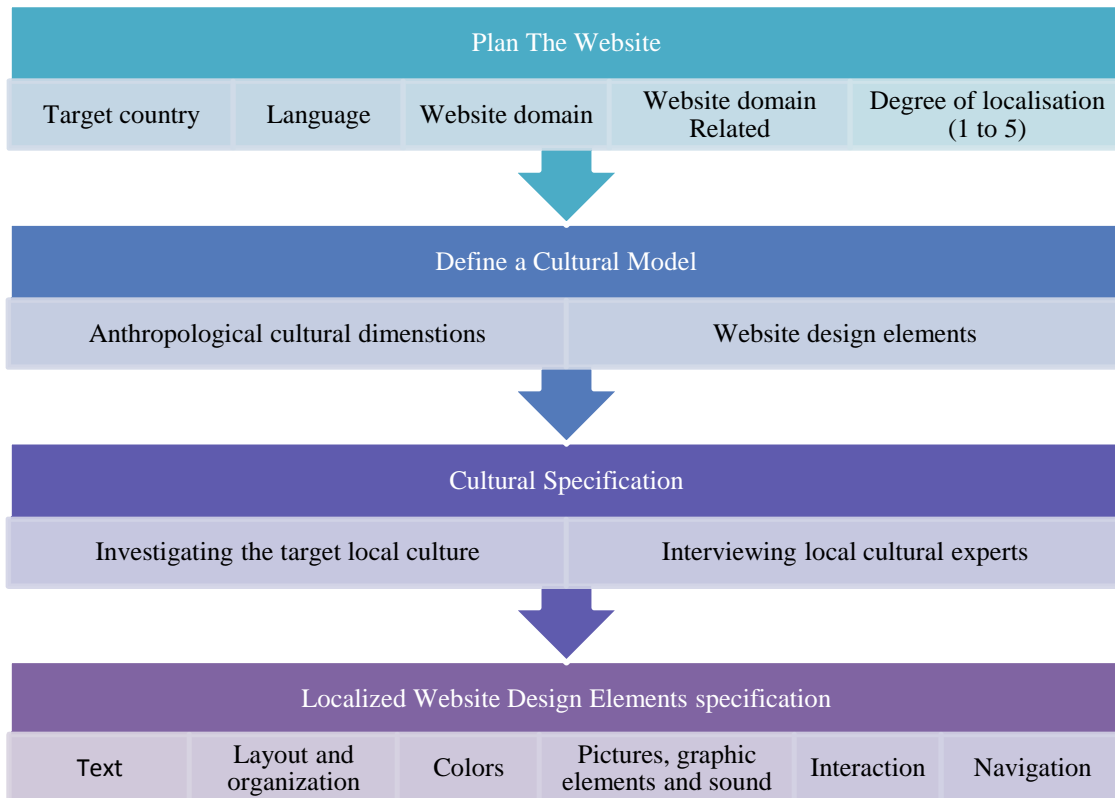 Plan The Website
Target country
Language
Website domain
Website domain
Related
Degree of localisation
(1 to 5)
Define a Cultural Model
Anthropological cultural dimenstions
Website design elements
Cultural Specification
Investigating the target local culture
Interviewing local cultural experts
Localized Website Design Elements specification
Text
Layout and
organization
Colors
Pictures, graphic
elements and sound
Interaction
Navigation